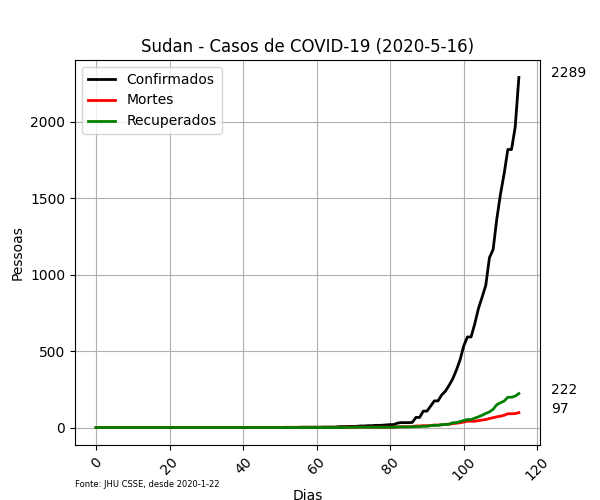 Sudan - Casos de COVID-19 (2020-5-16)
Confirmados
Mortes
Recuperados
2289
222
97
2000
1500
1000
500
0
Pessoas
0 20 40 60 80 100 120
Fonte: JHU CSSE, desde 2020-1-22
Dias